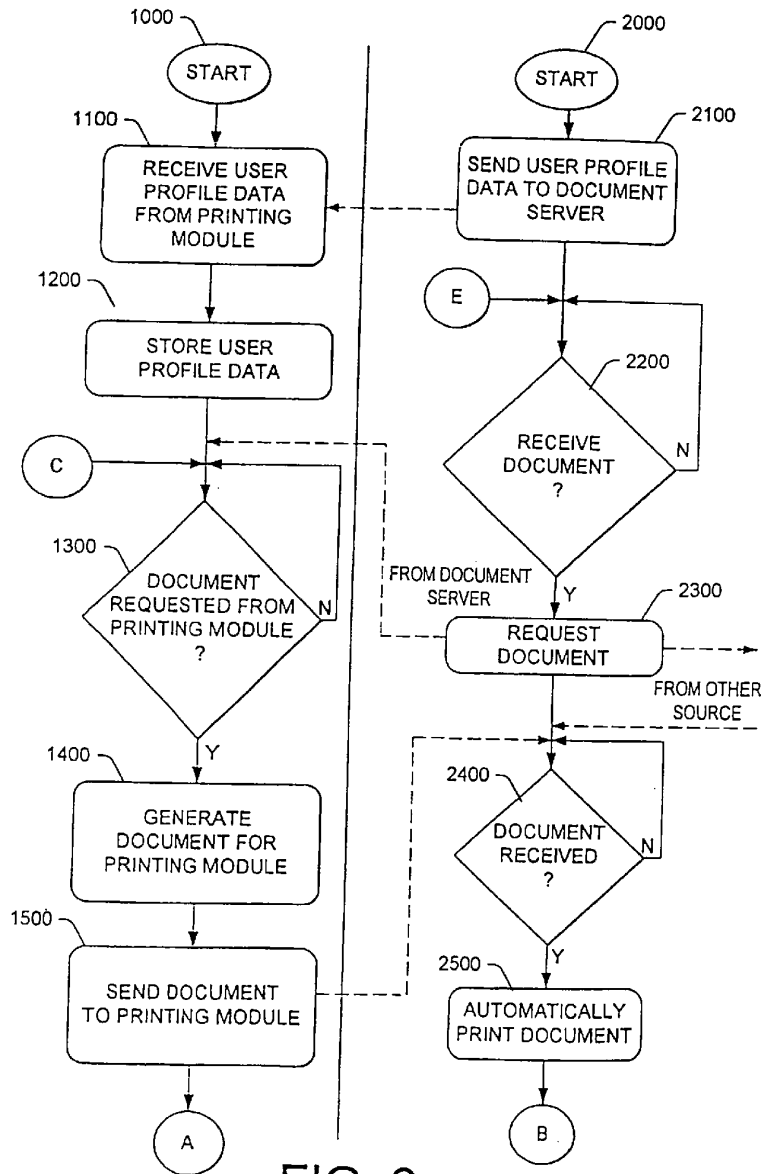 1000
START
1100
RECEIVE USER
PROFILE DATA
FROM PRINTING
MODULE
1200
STORE USER
PROFILE DATA
C
1300
DOCUMENT
REQUESTED FROM
PRINTING MODULE
?
N
Y
1400
GENERATE
DOCUMENT FOR
PRINTING MODULE
1500
SEND DOCUMENT
TO PRINTING MODULE
A
2000
START
2100
SEND USER PROFILE
DATA TO DOCUMENT
SERVER
E
2200
RECEIVE
DOCUMENT
?
N
Y
FROM DOCUMENT
SERVER
2300
REQUEST
DOCUMENT
FROM OTHER
SOURCE
2400
DOCUMENT
RECEIVED
?
N
Y
2500
AUTOMATICALLY
PRINT DOCUMENT
B